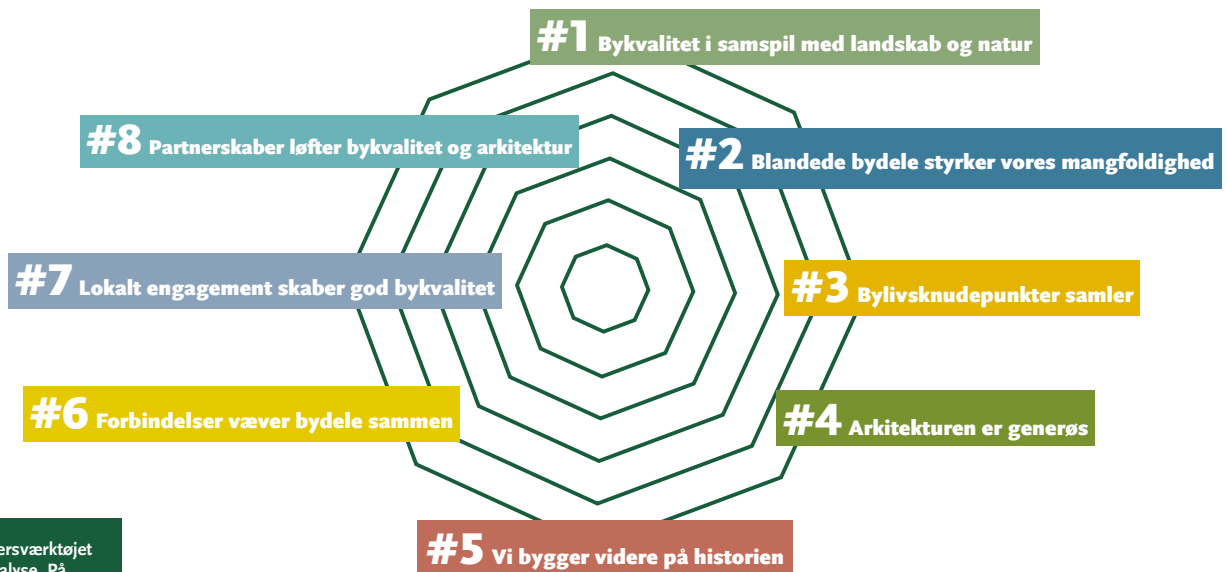 #1 Bykvalitet i samspil med landskab og natur
#8 Partnerskaber løfter bykvalitet og arkitektur
#2 Blandede bydele styrker vores mangfoldighed
#7 Lokalt engagement skaber god bykvalitet
#3 Bylivsknudepunkter samler
#6 Forbindelser væver bydele sammen
#4 Arkitekturen er generøs
#5 Vi bygger videre på historien